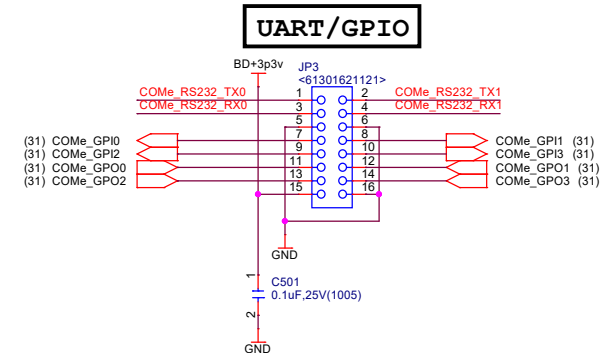 UART/GPIO
BD+3p3v
JP3
<61301621121>
COMe_RS232_TX0 1 2 COMe_RS232_TX1
COMe_RS232_RX0 3 4 COMe_RS232_RX1
5 6
(31) COMe_GPI0 7 8 COMe_GPI1 (31)
(31) COMe_GPI2 9 10 COMe_GPI3 (31)
(31) COMe_GPO0 11 12 COMe_GPO1 (31)
(31) COMe_GPO2 13 14 COMe_GPO3 (31)
15 16
GND
1
C501
0.1uF,25V(1005)
2
GND